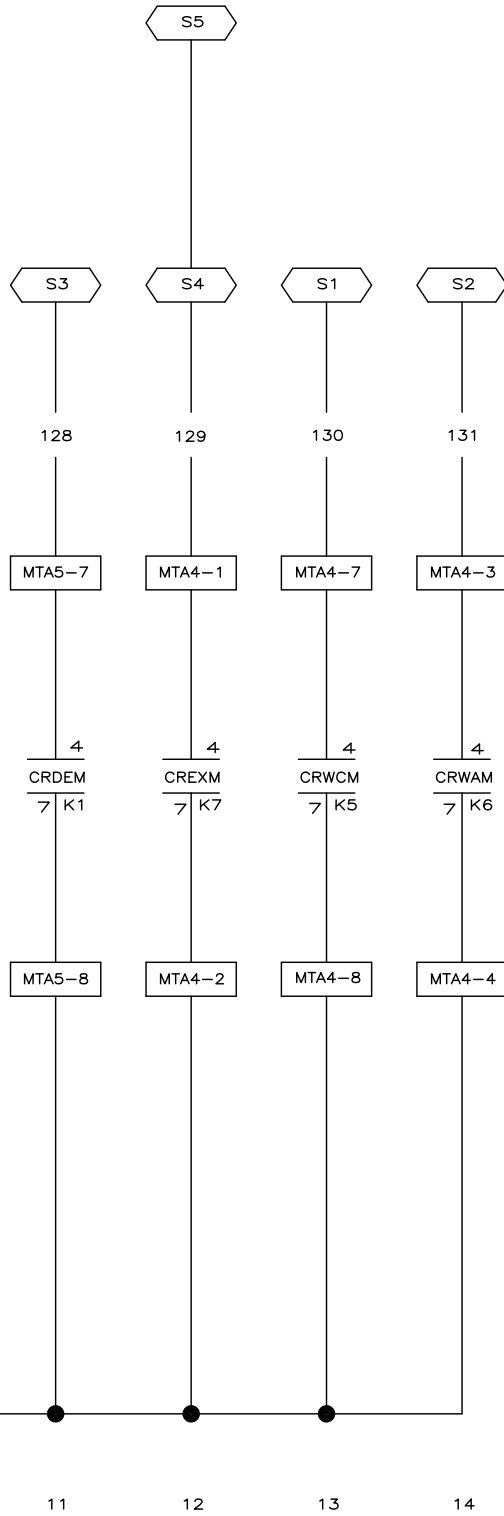 S5
S3 S4 S1 S2
128 129 130 131
MTA5-7 MTA4-1 MTA4-7 MTA4-3
4 4 4 4
CRDEM CREXM CRWCM CRWAM
7 K1 7 K7 7 K5 7 K6
MTA5-8 MTA4-2 MTA4-8 MTA4-4
11 12 13 14